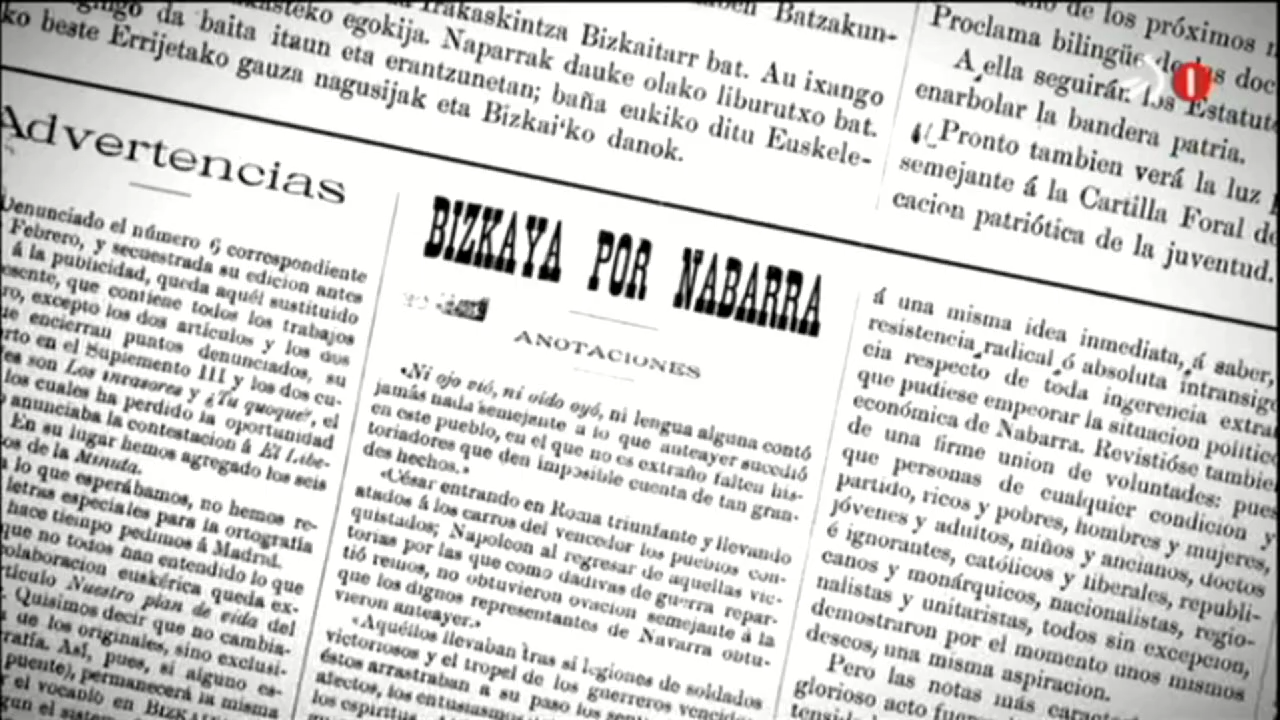 Batzakun-
Irakaskintza Bizkaitarr bat. Au ixango
egokija. Naparrak dauke olako liburutxo bat.
da baita itaun eta erantzunetan; baña eukiko ditu Euskele-
ko beste Errijetako gauza nagusijak eta Bizkai'ko danok.
de los próximos
Proclama bilingüe
A ella seguirán los Estatut
enarbolar la bandera patria.
Pronto tambien verá la luz
semejante á la Cartilla Foral de
cacion patriótica de la juventud.
Advertencias
Denunciado el número 6 correspondiente
Febrero, y secuestrada su edicion antes
á la publicidad, queda aquél sustituido
esente, que contiene todos los trabajos
ro, excepto los dos artículos y los dos
ue encierran puntos denunciados, su
erto en el Suplemento III y los dos cu-
es son Los invasores y ¿Tu quoque?, el
los cuales ha perdido la oportunidad
anunciaba la contestacion á El Libe-
En su lugar hemos agregado los seis
os de la Minuta.
a lo que esperábamos, no hemos re-
letras especiales para la ortografía
hace tiempo pedimos á Madrid.
que no todos han entendido lo que
colaboracion euskérica queda ex-
rtículo Nuestro plan de vida del
Quisimos decir que no cambia-
ue los originales, sino exclusi-
rafía. Así, pues, si alguno es-
puente), permanecerá la misma
el vocablo en
gun el
BIZKAYA POR NABARRA
ANOTACIONES
«Ni ojo vió, ni oido oyó, ni lengua alguna contó
jamás nada semejante a lo que anteayer sucedió
en este pueblo, en el que no es extraño falten his-
toriadores que den imposible cuenta de tan gran-
des hechos.»
«César entrando en Roma triunfante y llevando
atados á los carros del vencedor los pueblos con-
quistados; Napoleon al regresar de aquellas vic-
torias por las que como dádivas de guerra repar-
tió reinos, no obtuvieron ovacion semejante á la
que los dignos representantes de Navarra obtu-
vieron anteayer.»
«Aquéllos llevaban tras sí legiones de soldados
victoriosos y el tropel de los guerreros vencidos
éstos arrastraban a su paso los
afectos, los entusiasmos
los espíritus
á una misma idea inmediata, á saber,
resistencia radical ó absoluta intransig
cia respecto de toda ingerencia extra
que pudiese empeorar la situacion polític
económica de Nabarra. Revistióse tambie
de una firme union de voluntades: pues
que personas de cualquier condicion y
partido, ricos y pobres, hombres y mujeres,
jóvenes y adultos, niños y ancianos, doctos
é ignorantes, católicos y liberales, republi-
canos y monárquicos, nacionalistas, regio-
nalistas y unitaristas, todos sin excepcion,
demostraron por el momento unos mismos
deseos, una misma aspiracion.
Pero las notas más
glorioso acto